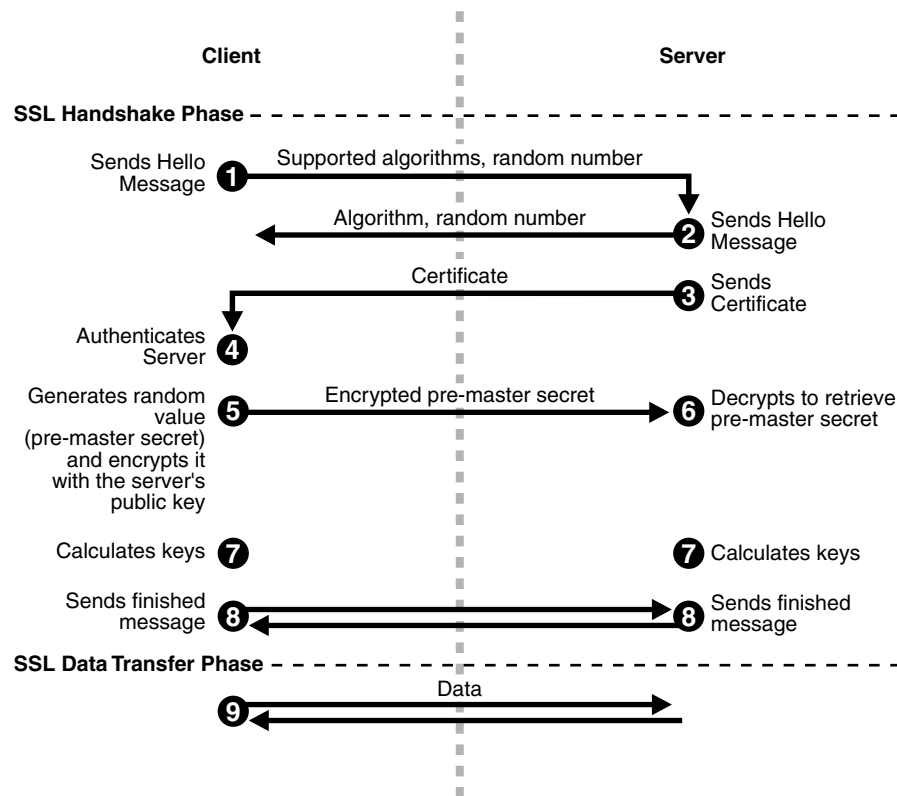 Client
Server
SSL Handshake Phase
Sends Hello
Message
1
Supported algorithms, random number
Algorithm, random number
2
Sends Hello
Message
Certificate
3
Sends
Certificate
Authenticates
Server
4
Generates random
value
(pre-master secret)
and encrypts it
with the server's
public key
5
Encrypted pre-master secret
6
Decrypts to retrieve
pre-master secret
Calculates keys
7
7
Calculates keys
Sends finished
message
8
8
Sends finished
message
SSL Data Transfer Phase
9
Data